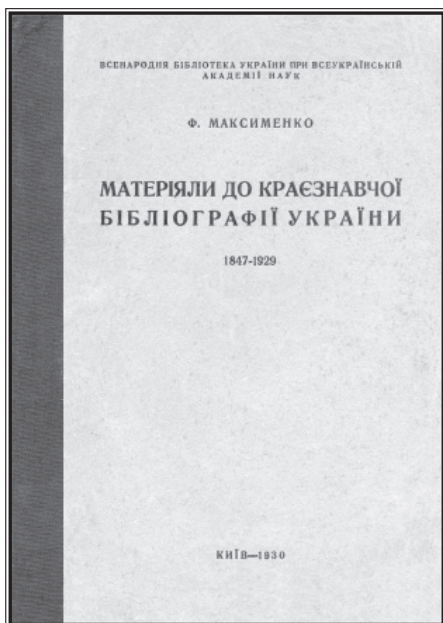 ВСЕНАРОДНЯ БІБЛІОТЕКА УКРАЇНИ ПРИ ВСЕУКРАЇНСЬКІЙ
АКАДЕМІЇ НАУК
Ф. МАКСИМЕНКО
МАТЕРІЯЛИ ДО КРАЄЗНАВЧОЇ
БІБЛІОГРАФІЇ УКРАЇНИ
1847-1929
КИЇВ—1930